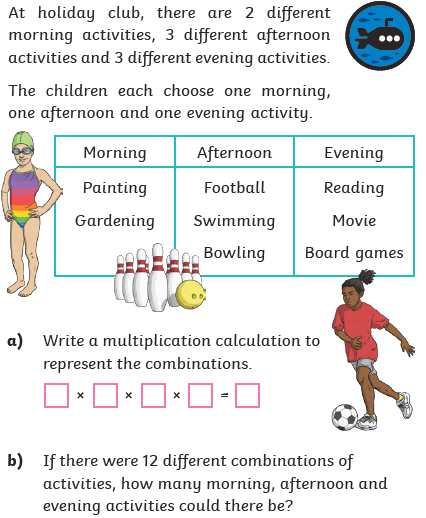 At holiday club, there are 2 different
morning activities, 3 different afternoon
activities and 3 different evening activities.
The children each choose one morning,
one afternoon and one evening activity.
Morning Afternoon Evening
Painting Football Reading
Gardening Swimming Movie
Bowling Board games
a) Write a multiplication calculation to
represent the combinations.
× × × =
b) If there were 12 different combinations of
activities, how many morning, afternoon and
evening activities could there be?